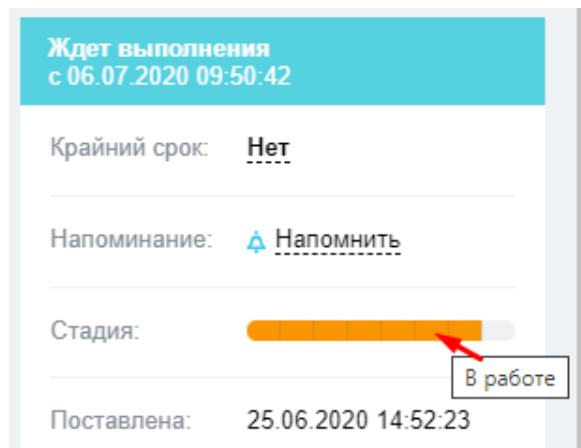 Ждет выполнения
с 06.07.2020 09:50:42
Крайний срок: Нет
Напоминание: Напомнить
Стадия:
В работе
Поставлена: 25.06.2020 14:52:23